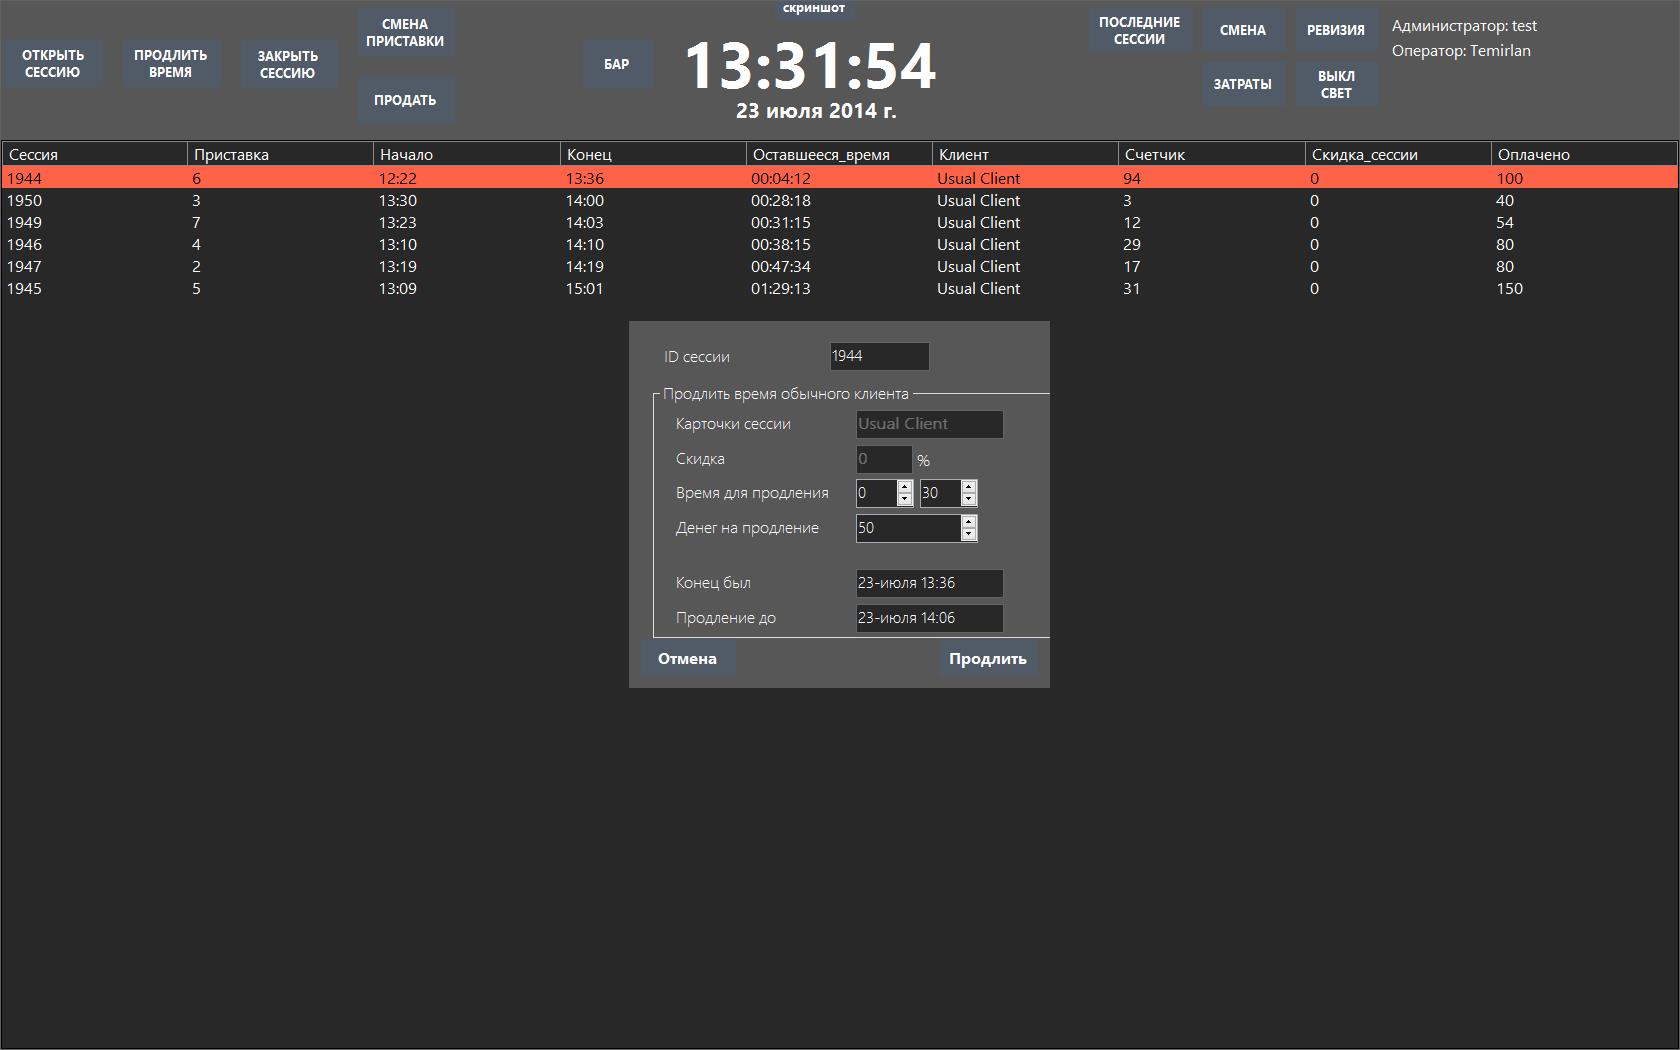 скриншот
ОТКРЫТЬ
СЕССИЮ
ПРОДЛИТЬ
ВРЕМЯ
ЗАКРЫТЬ
СЕССИЮ
СМЕНА
ПРИСТАВКИ
ПРОДАТЬ
БАР
13:31:54
23 июля 2014 г.
ПОСЛЕДНИЕ
СЕССИИ
СМЕНА
РЕВИЗИЯ
ЗАТРАТЫ
ВЫКЛ
СВЕТ
Администратор: test
Оператор: Temirlan
Сессия Приставка Начало Конец Оставшееся_время Клиент Счетчик Скидка_сессии Оплачено
1944 6 12:22 13:36 00:04:12 Usual Client 94 0 100
1950 3 13:30 14:00 00:28:18 Usual Client 3 0 40
1949 7 13:23 14:03 00:31:15 Usual Client 12 0 54
1946 4 13:10 14:10 00:38:15 Usual Client 29 0 80
1947 2 13:19 14:19 00:47:34 Usual Client 17 0 80
1945 5 13:09 15:01 01:29:13 Usual Client 31 0 150
ID сессии 1944
Продлить время обычного клиента
Карточки сессии Usual Client
Скидка 0 %
Время для продления 0 30
Денег на продление 50
Конец был 23-июля 13:36
Продление до 23-июля 14:06
Отмена Продлить